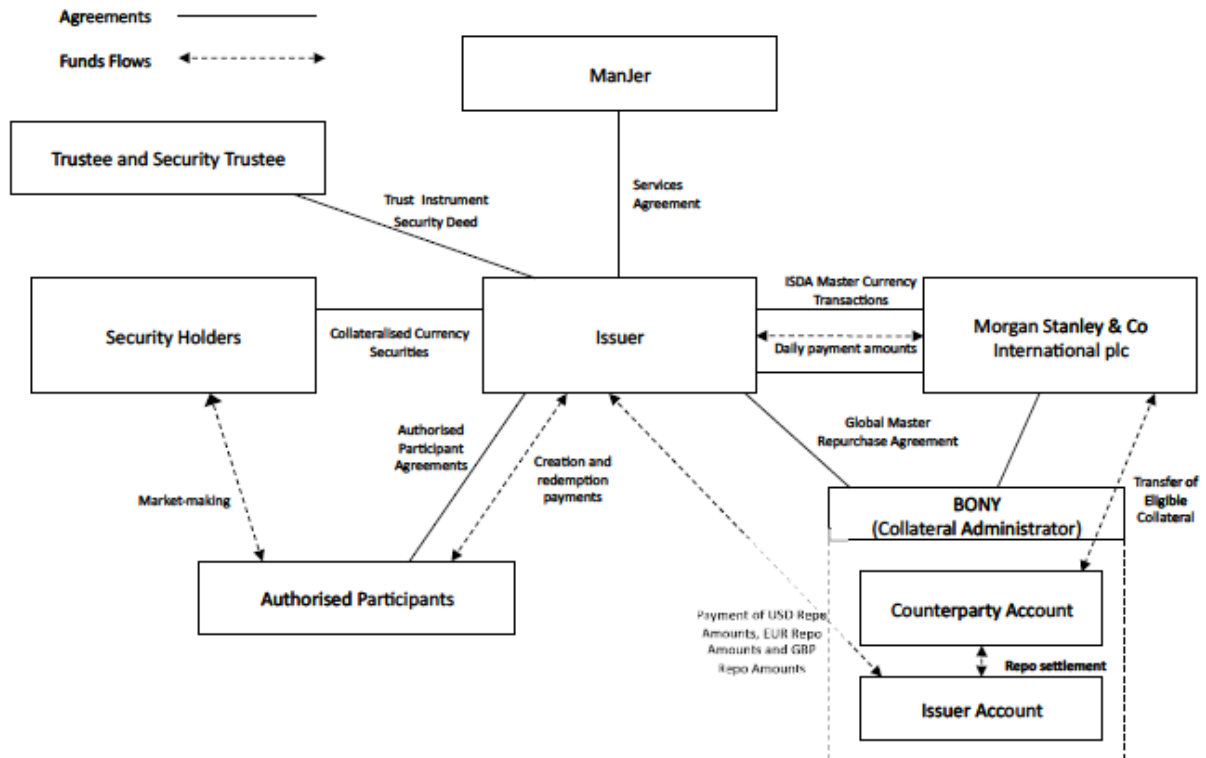 Agreements
Funds Flows
ManJer
Trustee and Security Trustee
Trust Instrument
Security Deed
Services
Agreement
Security Holders
Collateralised Currency
Securities
Issuer
ISDA Master Currency
Transactions
Daily payment amounts
Morgan Stanley & Co
International plc
Authorised
Participant
Agreements
Creation and
redemption
payments
Global Master
Repurchase Agreement
Market-making
Transfer of
Eligible
Collateral
BONY
(Collateral Administrator)
Authorised Participants
Counterparty Account
Payment of USD Repo
Amounts, EUR Repo
Amounts and GBP
Repo Amounts
Repo settlement
Issuer Account